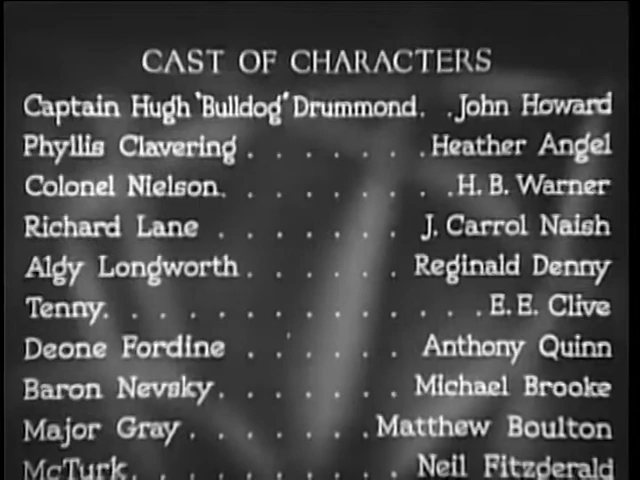 CAST OF CHARACTERS
Captain Hugh "Bulldog" Drummond. . John Howard
Phyllis Clavering . . . . . . . Heather Angel
Colonel Nielson. . . . . . . . . H. B. Warner
Richard Lane . . . . . . . J. Carrol Naish
Algy Longworth . . . . . . Reginald Denny
Tenny. . . . . . . . . . . . . . E. E. Clive
Deone Fordine . . . . . Anthony Quinn
Baron Nevsky. . . . . . . Michael Brooke
Major Gray . . . . . . . Matthew Boulton
McTurk. . . . . . . . . . Neil Fitzgerald